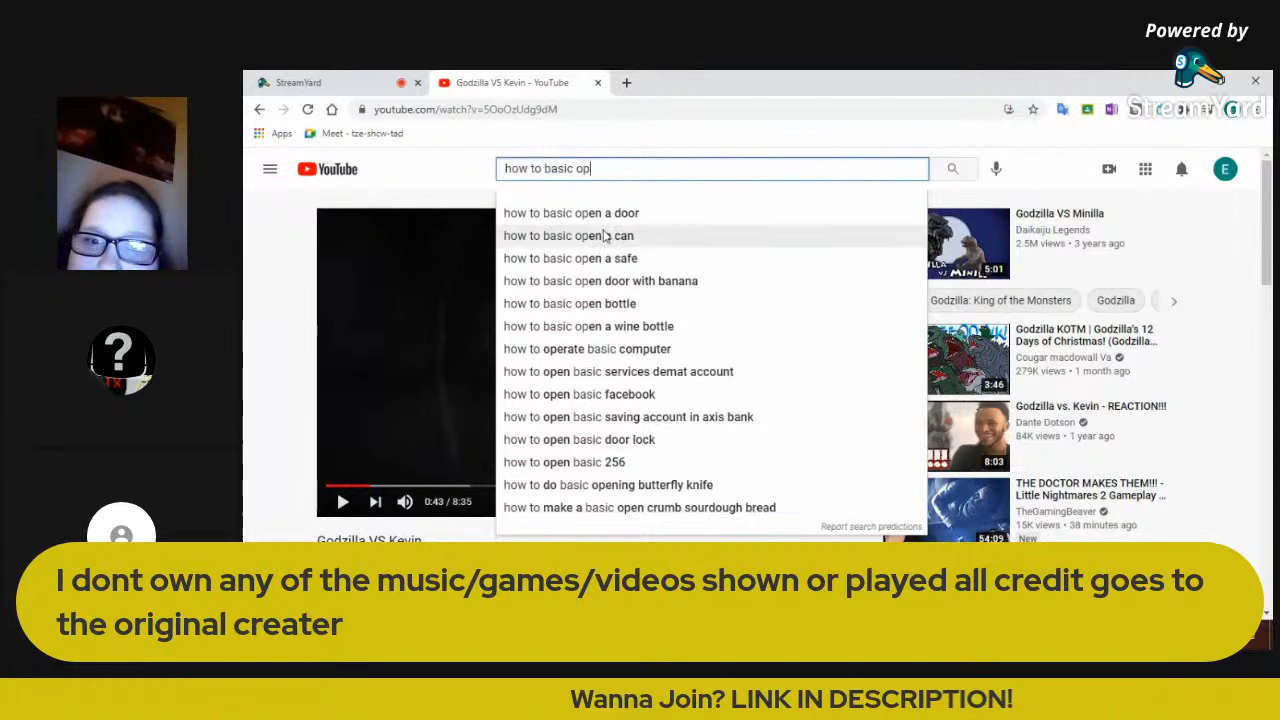 Powered by
StreamYard
StreamYard
Godzilla VS Kevin - YouTube
youtube.com/watch?v=5OoOzUdg9dM
Apps
Meet - tze-shcw-tad
YouTube
how to basic op
E
how to basic open a door
how to basic open a can
how to basic open a safe
how to basic open door with banana
how to basic open bottle
how to basic open a wine bottle
how to operate basic computer
how to open basic services demat account
how to open basic facebook
how to open basic saving account in axis bank
how to open basic door lock
how to open basic 256
how to do basic opening butterfly knife
how to make a basic open crumb sourdough bread
Report search predictions
0:43 / 8:35
Godzilla VS Kevin
5:01
Godzilla VS Minilla
Daikaiju Legends
2.5M views • 3 years ago
Godzilla: King of the Monsters
Godzilla
3:46
Godzilla KOTM | Godzilla's 12
Days of Christmas! (Godzilla...
Cougar macdowall Va
279K views • 1 month ago
8:03
Godzilla vs. Kevin - REACTION!!!
Dante Dotson
84K views • 1 year ago
54:09
THE DOCTOR MAKES THEM!!! -
Little Nightmares 2 Gameplay ...
TheGamingBeaver
15K views • 38 minutes ago
New
?
I dont own any of the music/games/videos shown or played all credit goes to
the original creater
Wanna Join? LINK IN DESCRIPTION!